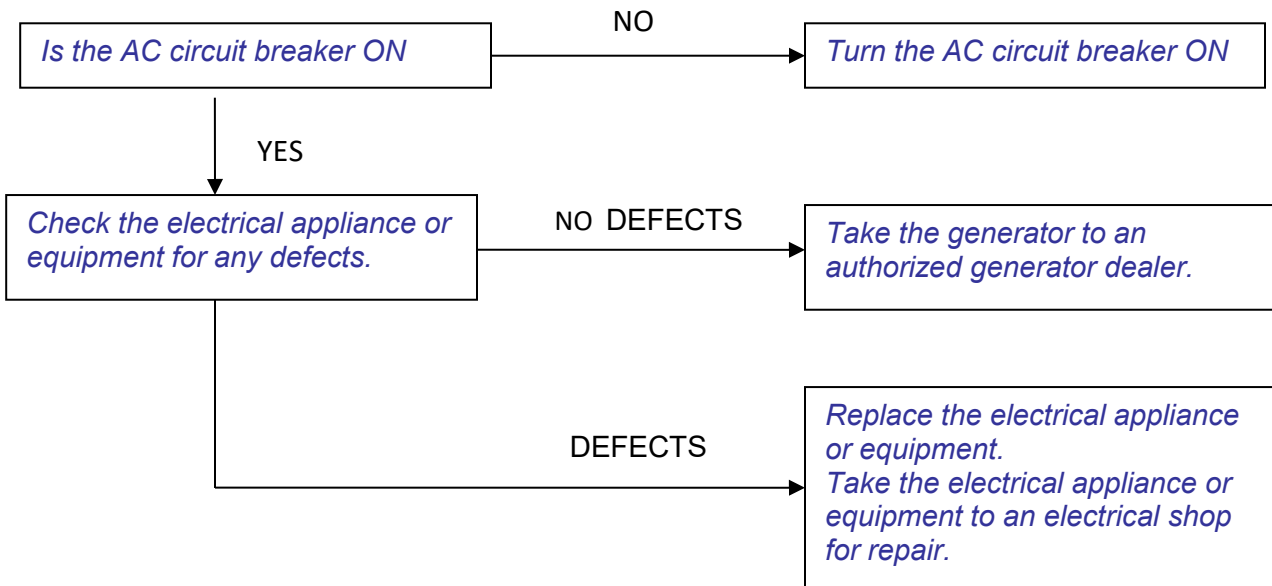 NO
Is the AC circuit breaker ON
Turn the AC circuit breaker ON
YES
Check the electrical appliance or
equipment for any defects.
NO DEFECTS
Take the generator to an
authorized generator dealer.
DEFECTS
Replace the electrical appliance
or equipment.
Take the electrical appliance or
equipment to an electrical shop
for repair.